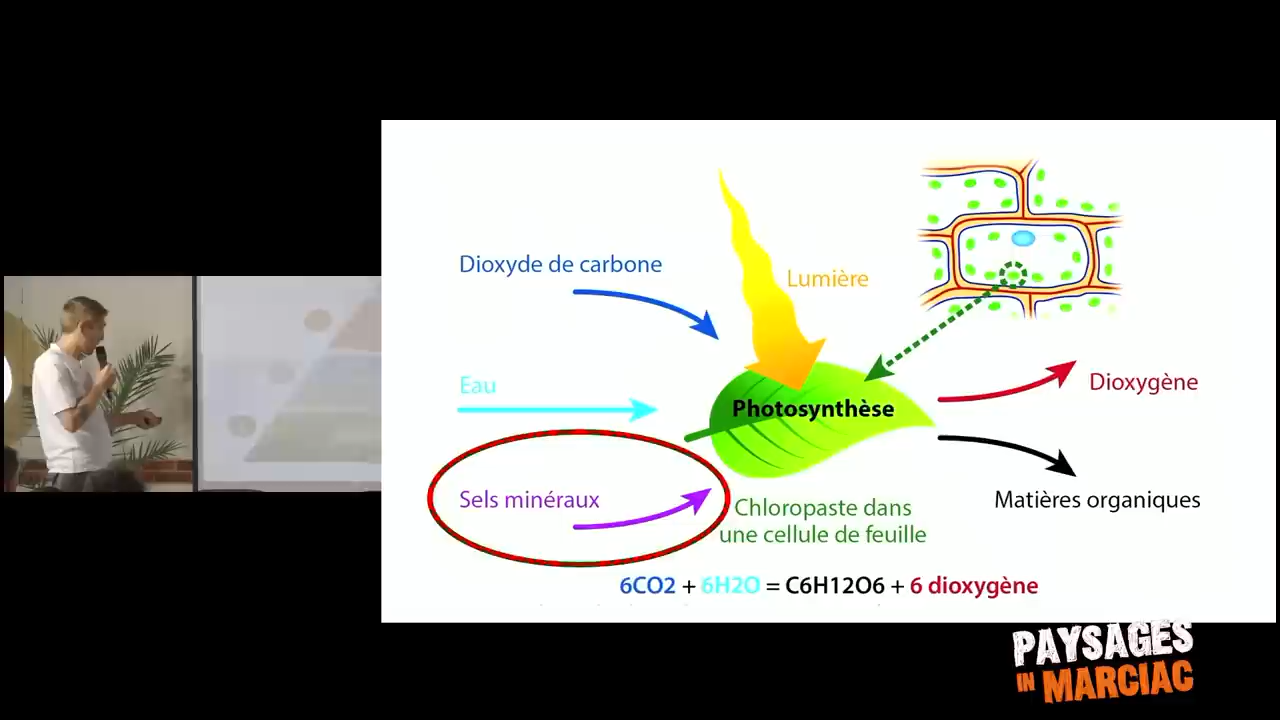 Dioxyde de carbone
Lumière
Eau
Photosynthèse
Dioxygène
Sels minéraux
Matières organiques
Chloropaste dans
une cellule de feuille
6CO2 + 6H2O = C6H12O6 + 6 dioxygène
PAYSAGES
IN MARCIAC